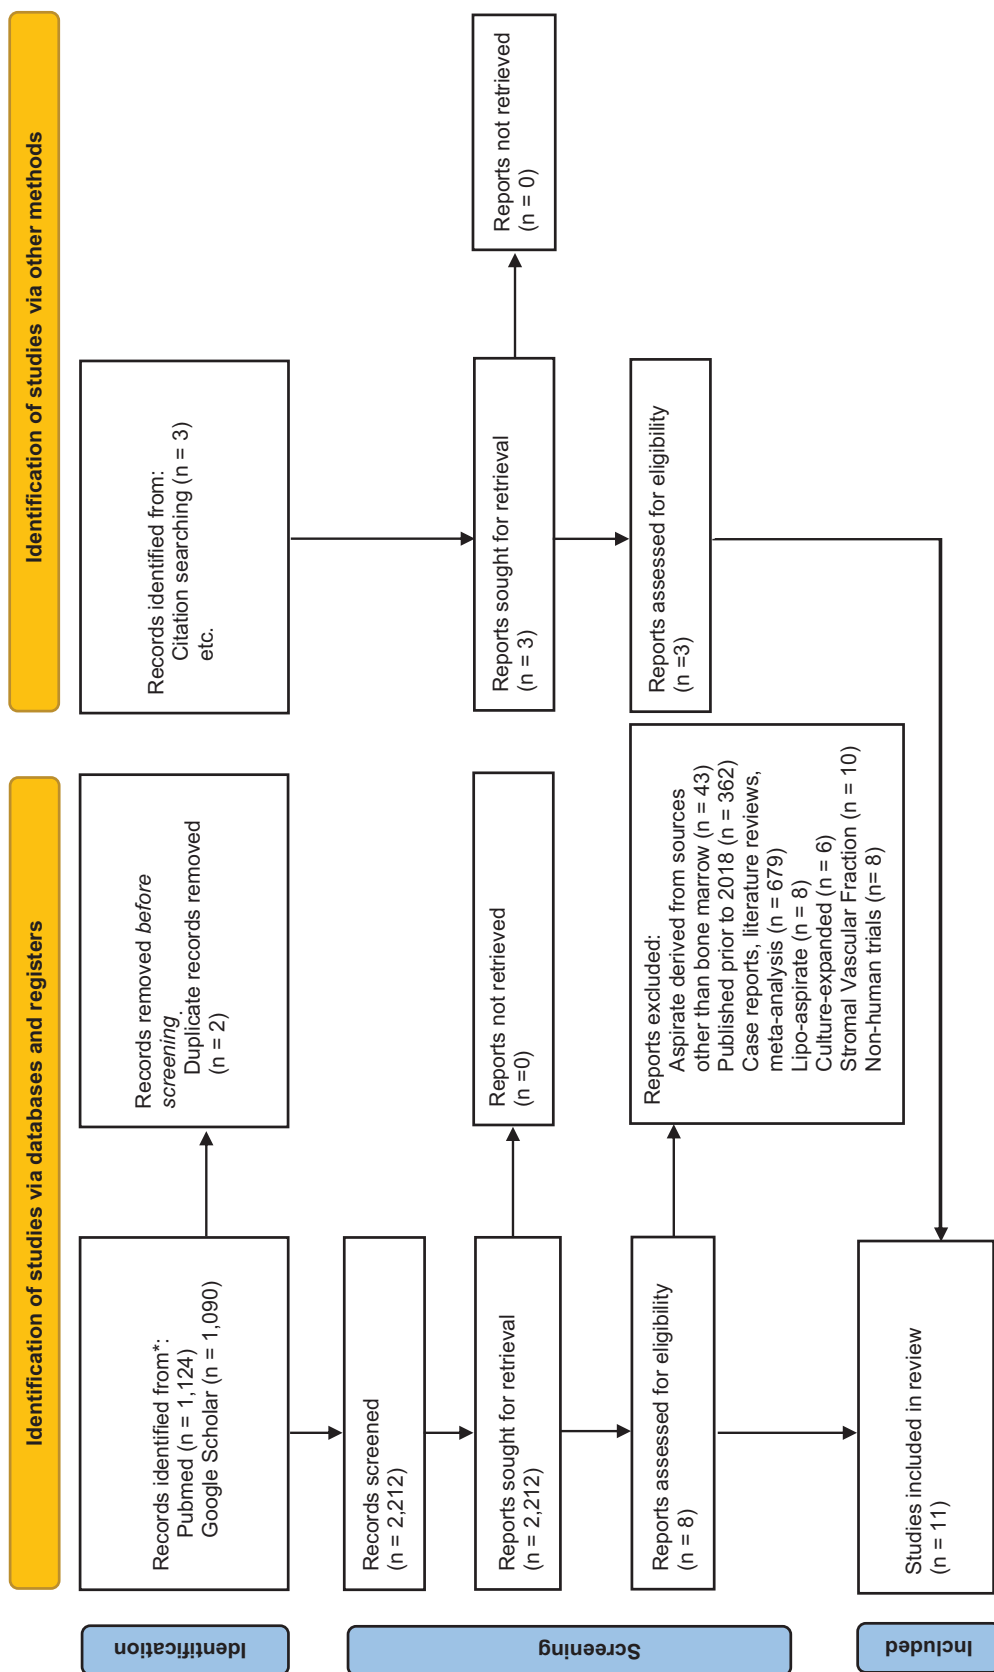 Identification of studies via databases and registers
Identification of studies via other methods
Identification
Records identified from*:
Pubmed (n = 1,124)
Google Scholar (n = 1,090)
Records removed before
screening.
Duplicate records removed
(n = 2)
Records identified from:
Citation searching (n = 3)
etc.
Screening
Records screened
(n = 2,212)
Reports sought for retrieval
(n = 2,212)
Reports not retrieved
(n =0)
Reports sought for retrieval
(n = 3)
Reports not retrieved
(n = 0)
Reports assessed for eligibility
(n = 8)
Reports excluded:
Aspirate derived from sources
other than bone marrow (n = 43)
Published prior to 2018 (n = 362)
Case reports, literature reviews,
meta-analysis (n = 679)
Lipo-aspirate (n = 8)
Culture-expanded (n = 6)
Stromal Vascular Fraction (n = 10)
Non-human trials (n= 8)
Reports assessed for eligibility
(n =3)
Included
Studies included in review
(n = 11)